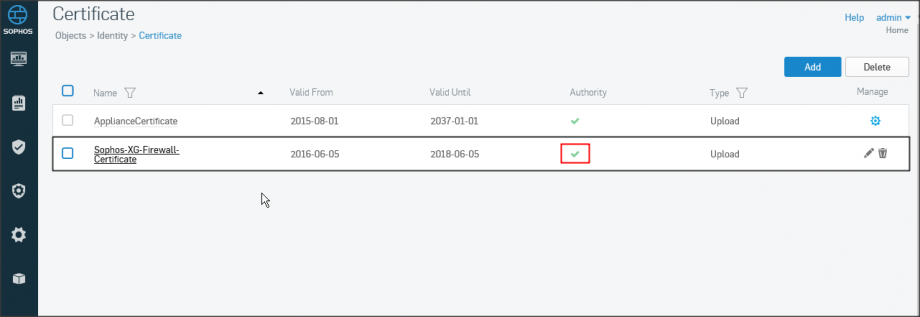 SOPHOS
Certificate
Help admin
Home
Objects > Identity > Certificate
Add Delete
Name Valid From Valid Until Authority Type Manage
ApplianceCertificate 2015-08-01 2037-01-01 Upload
Sophos-XG-Firewall-
Certificate 2016-06-05 2018-06-05 Upload